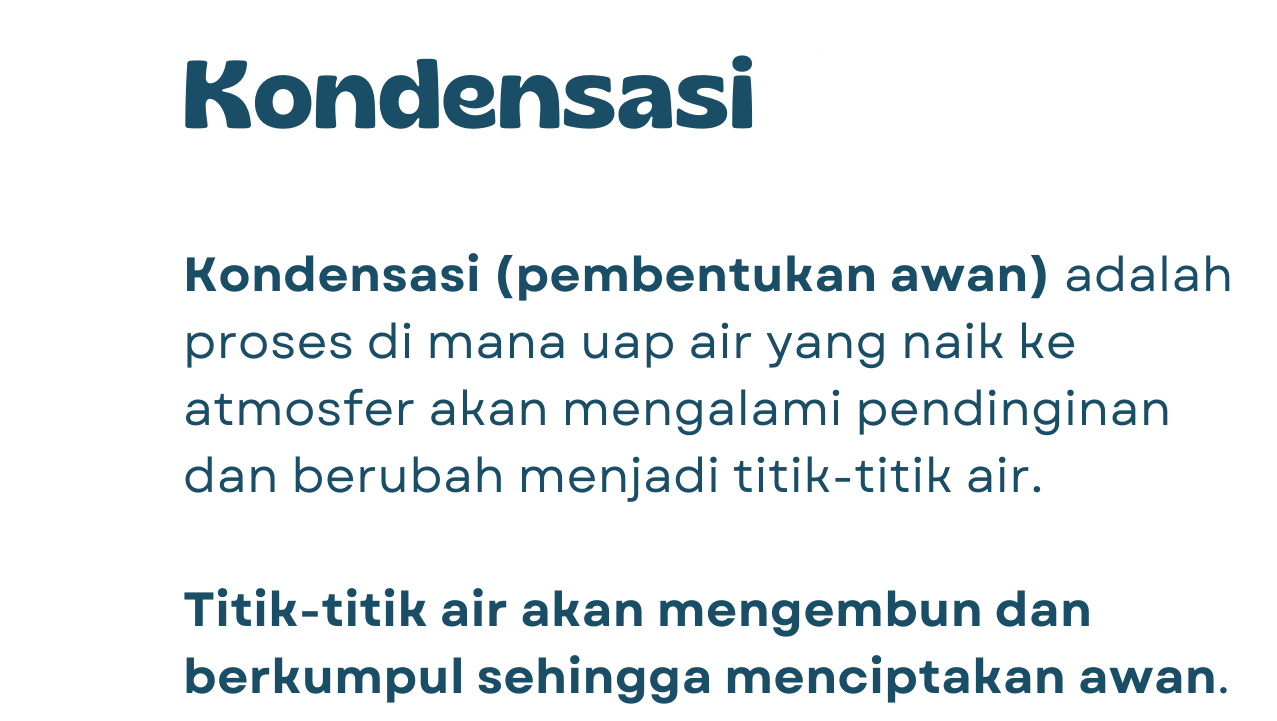 Kondensasi
Kondensasi (pembentukan awan) adalah
proses di mana uap air yang naik ke
atmosfer akan mengalami pendinginan
dan berubah menjadi titik-titik air.
Titik-titik air akan mengembun dan
berkumpul sehingga menciptakan awan.